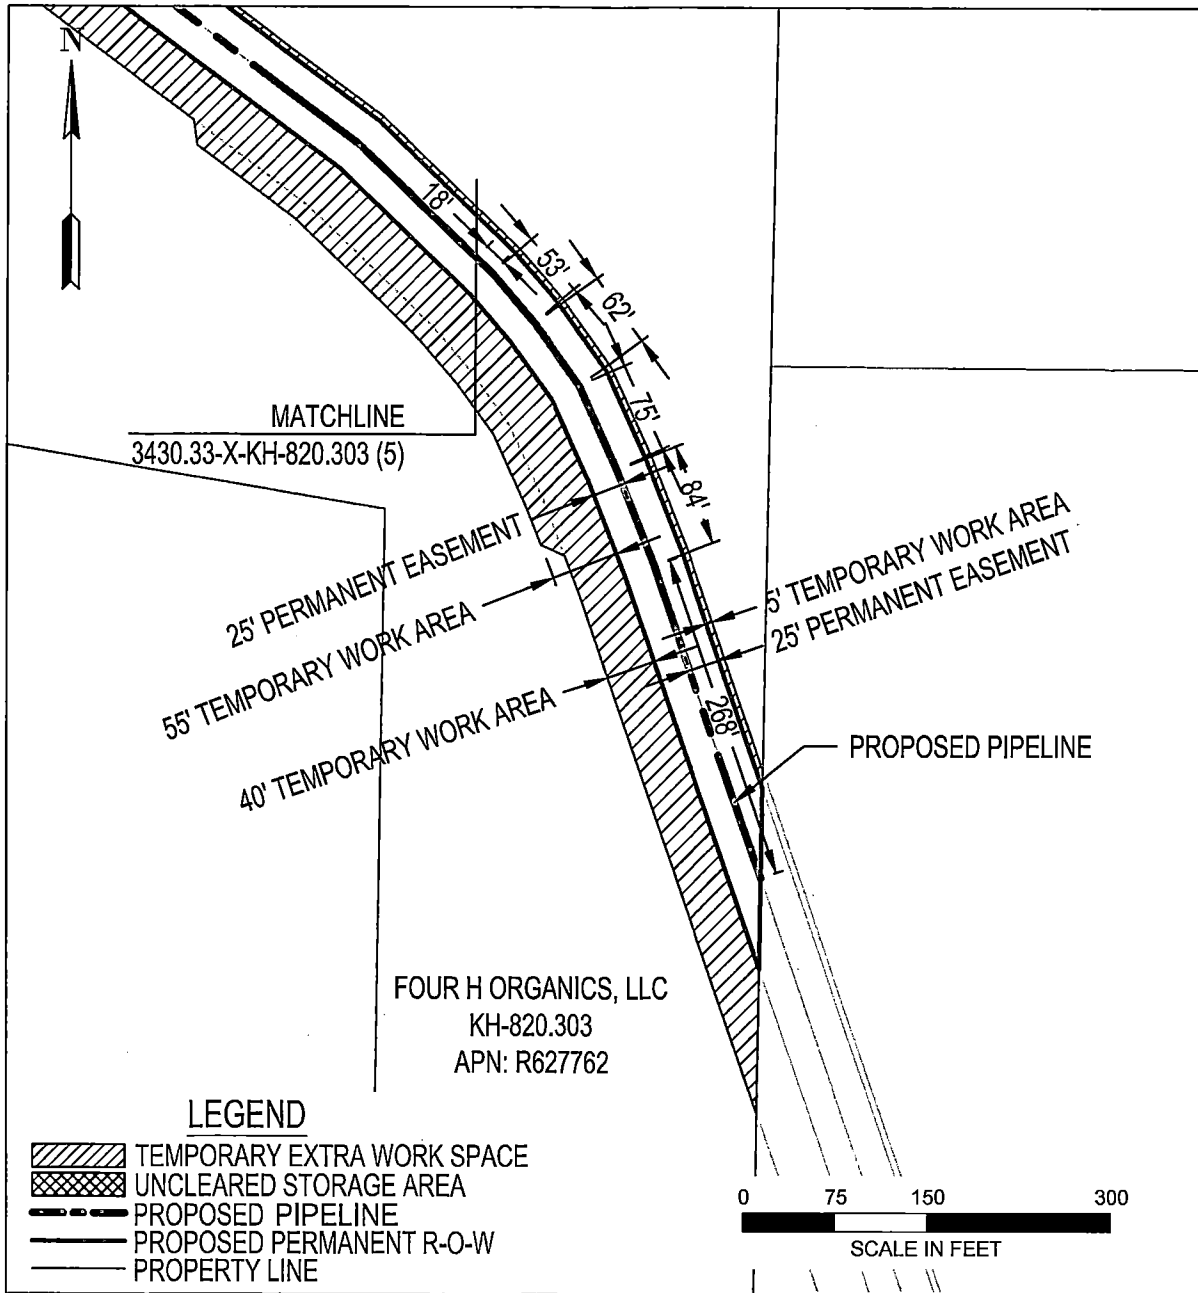 N
18'
53'
62'
MATCHLINE
3430.33-X-KH-820.303 (5)
75'
84'
25' PERMANENT EASEMENT
55' TEMPORARY WORK AREA
40' TEMPORARY WORK AREA
5' TEMPORARY WORK AREA
25' PERMANENT EASEMENT
268'
PROPOSED PIPELINE
FOUR H ORGANICS, LLC
KH-820.303
APN: R627762
LEGEND
TEMPORARY EXTRA WORK SPACE
UNCLEARED STORAGE AREA
PROPOSED PIPELINE
PROPOSED PERMANENT R-O-W
PROPERTY LINE
0 75 150 300
SCALE IN FEET